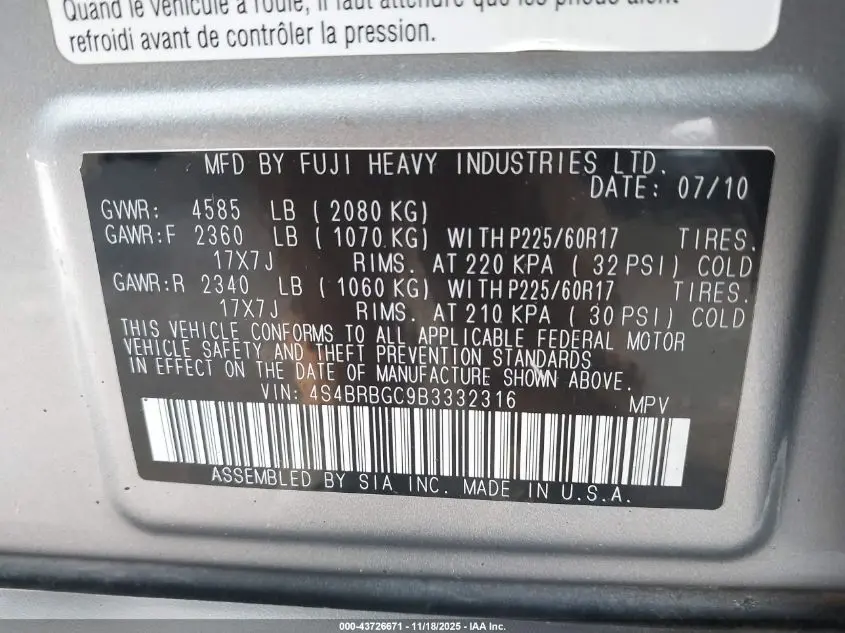 Quand le véhicule a roulé, il faut attendre que les pneus aient
refroidi avant de contrôler la pression.
MFD BY FUJI HEAVY INDUSTRIES LTD.
DATE: 07/10
GVWR: 4585 LB ( 2080 KG)
GAWR:F 2360 LB ( 1070 KG) WITH P225/60R17 TIRES.
17X7J RIMS. AT 220 KPA ( 32 PSI) COLD
GAWR:R 2340 LB ( 1060 KG) WITH P225/60R17 TIRES.
17X7J RIMS. AT 210 KPA ( 30 PSI) COLD
THIS VEHICLE CONFORMS TO ALL APPLICABLE FEDERAL MOTOR
VEHICLE SAFETY AND THEFT PREVENTION STANDARDS
IN EFFECT ON THE DATE OF MANUFACTURE SHOWN ABOVE.
VIN: 4S4BRBGC9B3332316 MPV
ASSEMBLED BY SIA INC. MADE IN U.S.A.
000-43726671 - 11/18/2025 - IAA Inc.